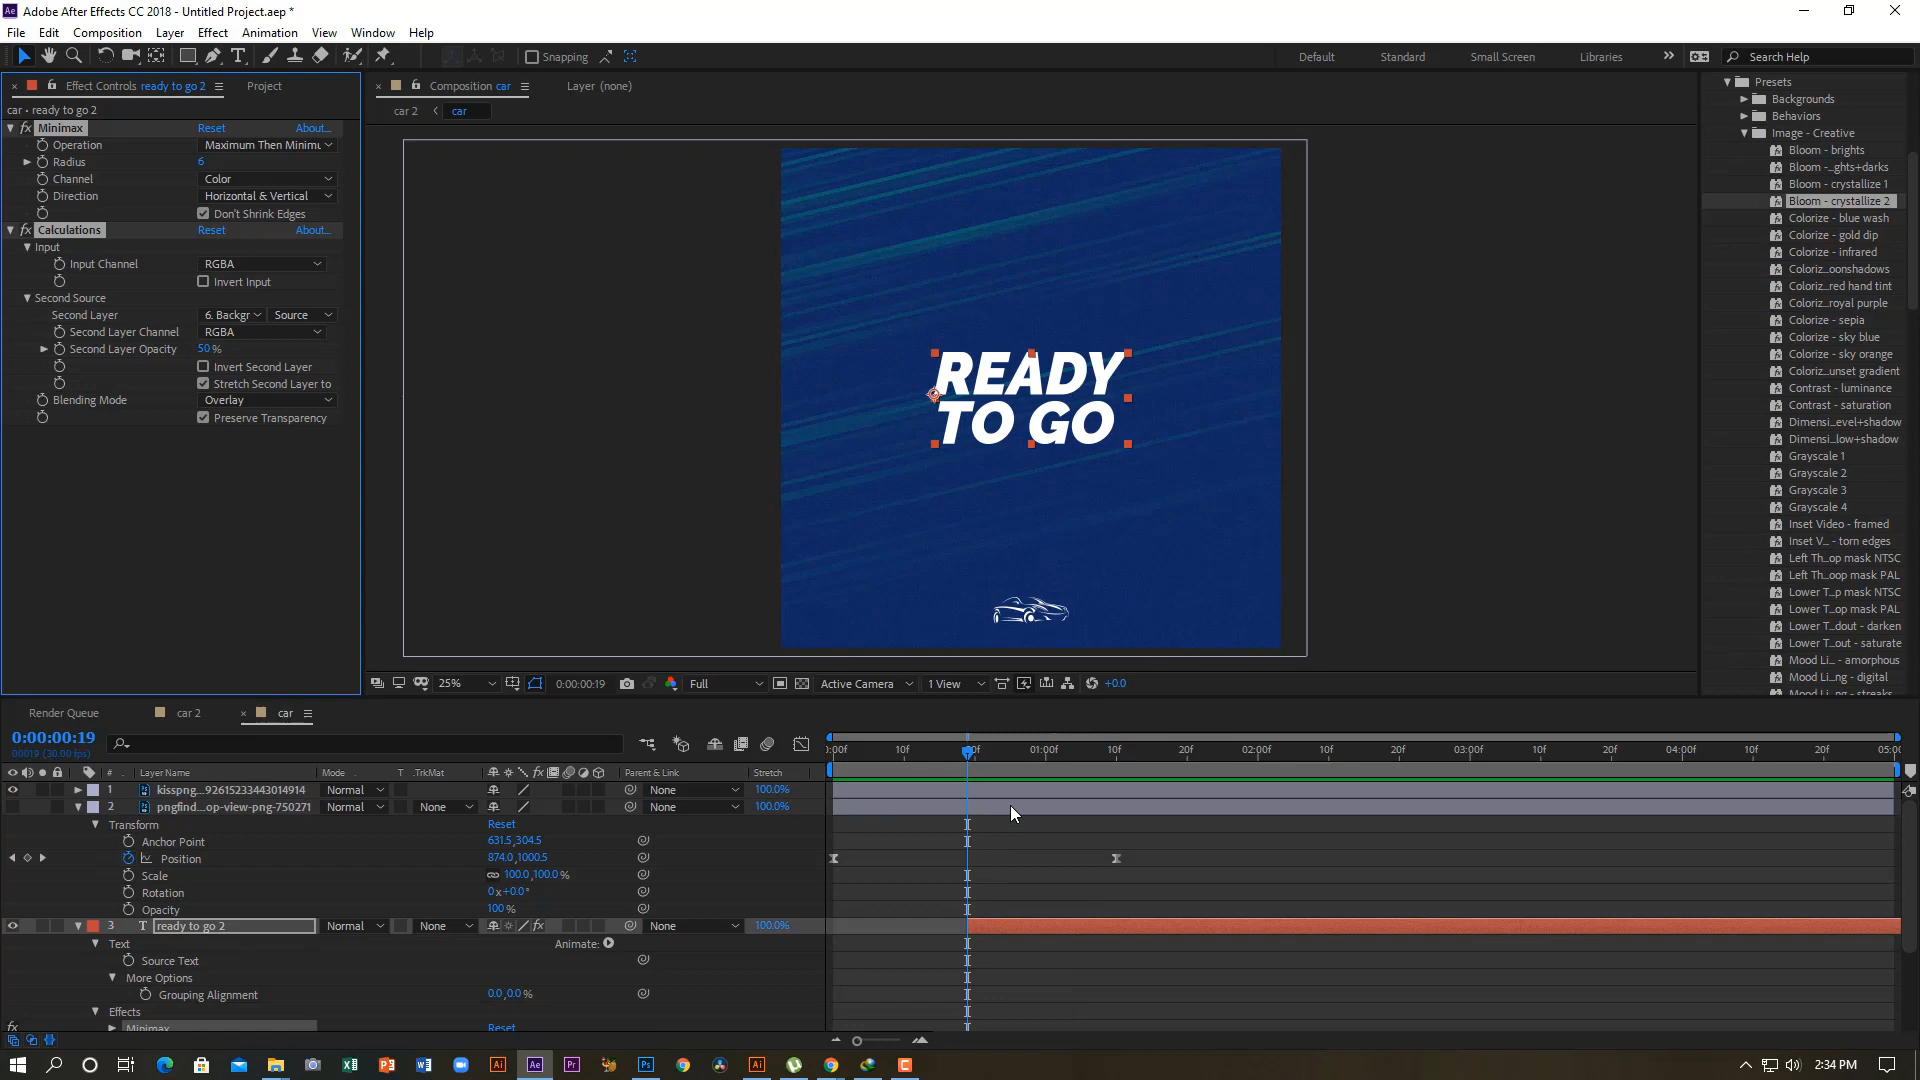 Adobe After Effects CC 2018 - Untitled Project.aep *
File Edit Composition Layer Effect Animation View Window Help
Snapping
Default Standard Small Screen Libraries Search Help
Effect Controls ready to go 2
Project
car • ready to go 2
Minimax Reset About...
Operation Maximum Then Minimu
Radius 6
Channel Color
Direction Horizontal & Vertical
Don't Shrink Edges
Calculations Reset About...
Input
Input Channel RGBA
Invert Input
Second Source
Second Layer 6. Backgr Source
Second Layer Channel RGBA
Second Layer Opacity 50 %
Invert Second Layer
Stretch Second Layer to
Blending Mode Overlay
Preserve Transparency
Composition car
Layer (none)
car 2 car
READY
TO GO
25% 0:00:00:19 Full Active Camera 1 View +0.0
Presets
Backgrounds
Behaviors
Image - Creative
Bloom - brights
Bloom -...ghts+darks
Bloom - crystallize 1
Bloom - crystallize 2
Colorize - blue wash
Colorize - gold dip
Colorize - infrared
Coloriz...oonshadows
Coloriz...red hand tint
Coloriz...royal purple
Colorize - sepia
Colorize - sky blue
Colorize - sky orange
Coloriz...unset gradient
Contrast - luminance
Contrast - saturation
Dimensi...evel+shadow
Dimensi...low+shadow
Grayscale 1
Grayscale 2
Grayscale 3
Grayscale 4
Inset Video - framed
Inset V... - torn edges
Left Th...op mask NTSC
Left Th...oop mask PAL
Lower T...p mask NTSC
Lower T...op mask PAL
Lower T...dout - darken
Lower T...out - saturate
Mood Li... - amorphous
Mood Li...ng - digital
Mood Li...ng - streaks
Render Queue car 2 car
0:00:00:19
00019 (30.00 fps)
:00f 10f 20f 01:00f 10f 20f 02:00f 10f 20f 03:00f 10f 20f 04:00f 10f 20f 05:00
# Layer Name Mode T .TrkMat Parent & Link Stretch
1 kisspng...92615233443014914 Normal None 100.0%
2 pngfind...op-view-png-750271 Normal None None 100.0%
Transform Reset
Anchor Point 631.5,304.5
Position 874.0,1000.5
Scale 100.0,100.0%
Rotation 0x+0.0°
Opacity 100 %
3 T ready to go 2 Normal None None 100.0%
Text Animate:
Source Text
More Options
Grouping Alignment 0.0,0.0 %
Effects
Minimax Reset
2:34 PM